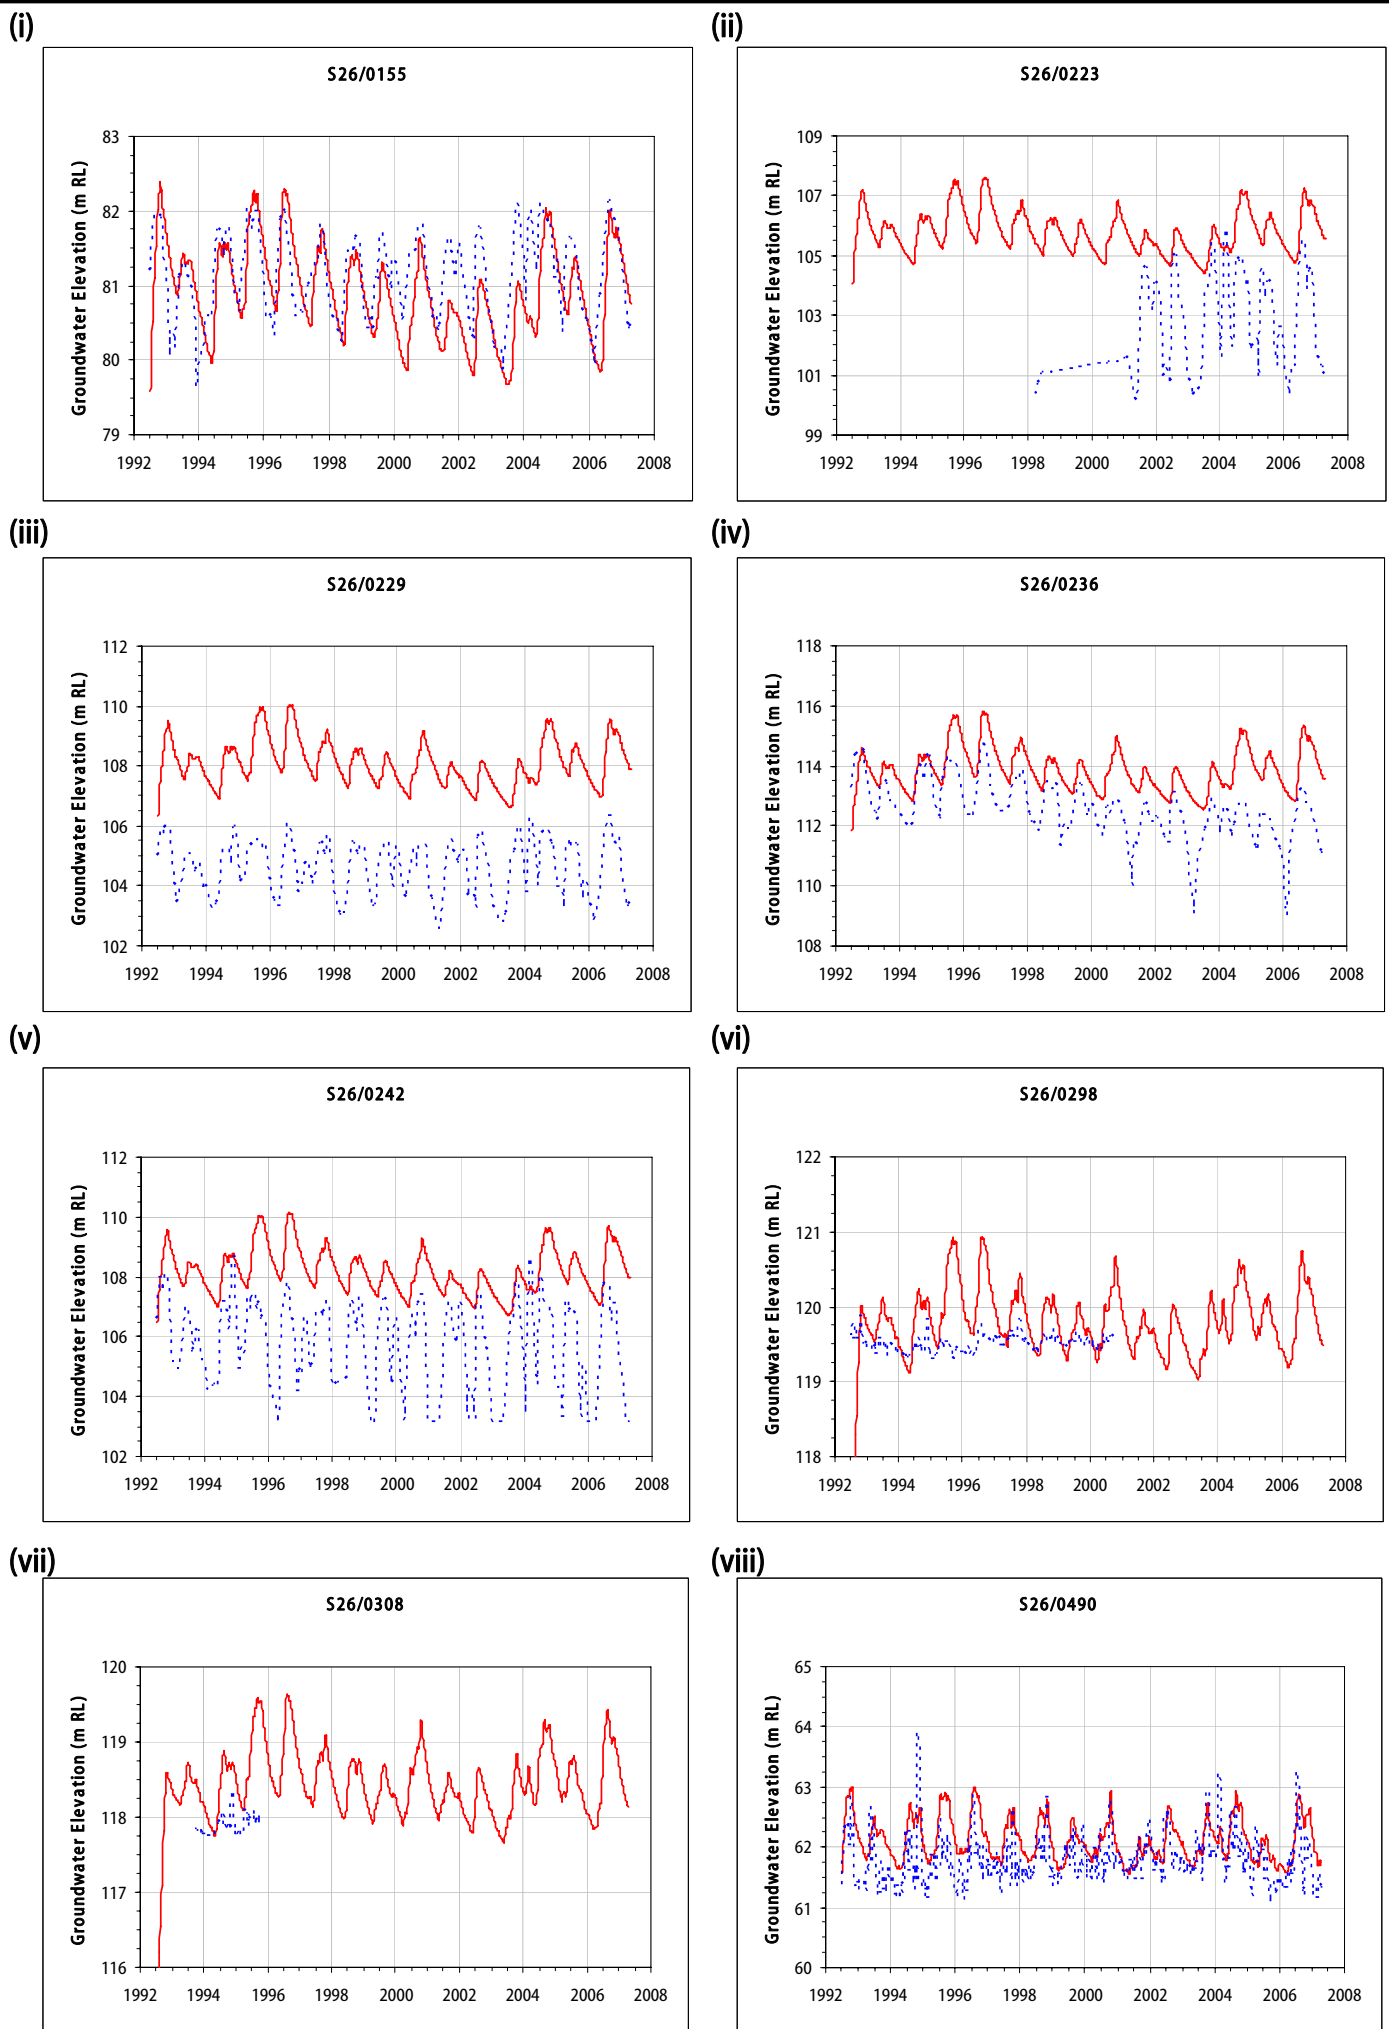 (i)
S26/0155
Groundwater Elevation (m RL)
83
82
81
80
79
1992 1994 1996 1998 2000 2002 2004 2006 2008
(ii)
S26/0223
Groundwater Elevation (m RL)
109
107
105
103
101
99
1992 1994 1996 1998 2000 2002 2004 2006 2008
(iii)
S26/0229
Groundwater Elevation (m RL)
112
110
108
106
104
102
1992 1994 1996 1998 2000 2002 2004 2006 2008
(iv)
S26/0236
Groundwater Elevation (m RL)
118
116
114
112
110
108
1992 1994 1996 1998 2000 2002 2004 2006 2008
(v)
S26/0242
Groundwater Elevation (m RL)
112
110
108
106
104
102
1992 1994 1996 1998 2000 2002 2004 2006 2008
(vi)
S26/0298
Groundwater Elevation (m RL)
122
121
120
119
118
1992 1994 1996 1998 2000 2002 2004 2006 2008
(vii)
S26/0308
Groundwater Elevation (m RL)
120
119
118
117
116
1992 1994 1996 1998 2000 2002 2004 2006 2008
(viii)
S26/0490
Groundwater Elevation (m RL)
65
64
63
62
61
60
1992 1994 1996 1998 2000 2002 2004 2006 2008